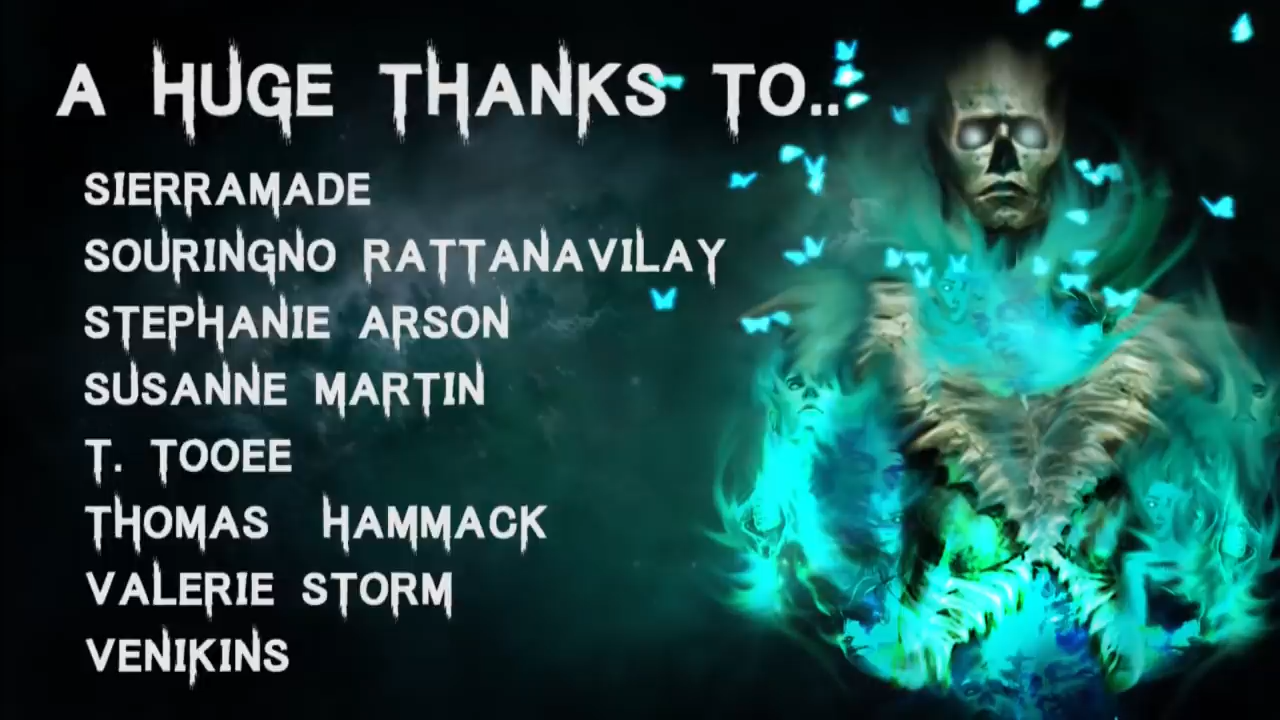 A HUGE THANKS TO..
SIERRAMADE
SOURINGNO RATTANAVILAY
STEPHANIE ARSON
SUSANNE MARTIN
T. TOOEE
THOMAS HAMMACK
VALERIE STORM
VENIKINS